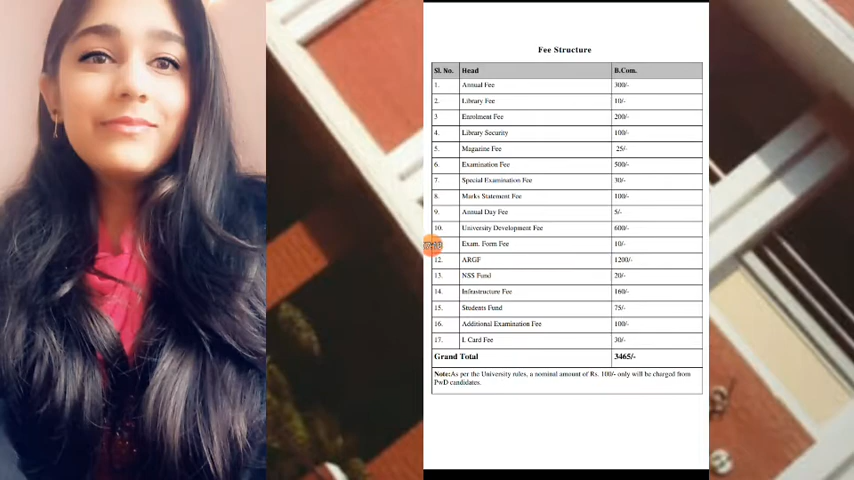 Fee Structure
Sl. No. Head B.Com.
1. Annual Fee 300/-
2. Library Fee 10/-
3 Enrolment Fee 200/-
4. Library Security 100/-
5. Magazine Fee 25/-
6. Examination Fee 500/-
7. Special Examination Fee 30/-
8. Marks Statement Fee 100/-
9. Annual Day Fee 5/-
10. University Development Fee 600/-
Exam. Form Fee 10/-
12. ARGF 1200/-
13. NSS Fund 20/-
14. Infrastructure Fee 160/-
15. Students Fund 75/-
16. Additional Examination Fee 100/-
17. I. Card Fee 30/-
Grand Total 3465/-
Note:As per the University rules, a nominal amount of Rs. 100/- only will be charged from
PwD candidates.